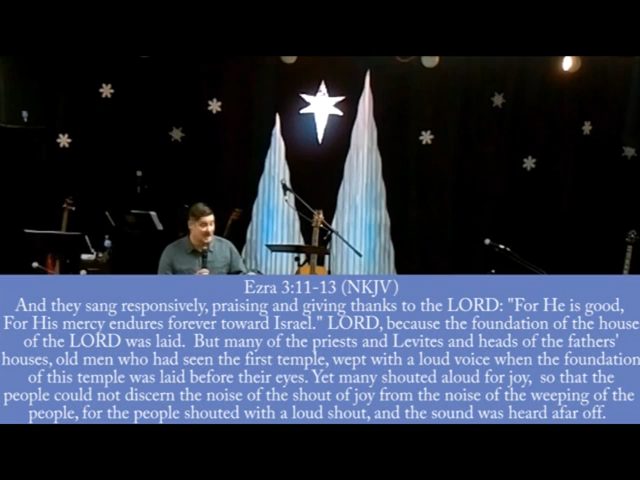 Ezra 3:11-13 (NKJV)
And they sang responsively, praising and giving thanks to the LORD: "For He is good,
For His mercy endures forever toward Israel." LORD, because the foundation of the house
of the LORD was laid. But many of the priests and Levites and heads of the fathers'
houses, old men who had seen the first temple, wept with a loud voice when the foundation
of this temple was laid before their eyes. Yet many shouted aloud for joy, so that the
people could not discern the noise of the shout of joy from the noise of the weeping of the
people, for the people shouted with a loud shout, and the sound was heard afar off.